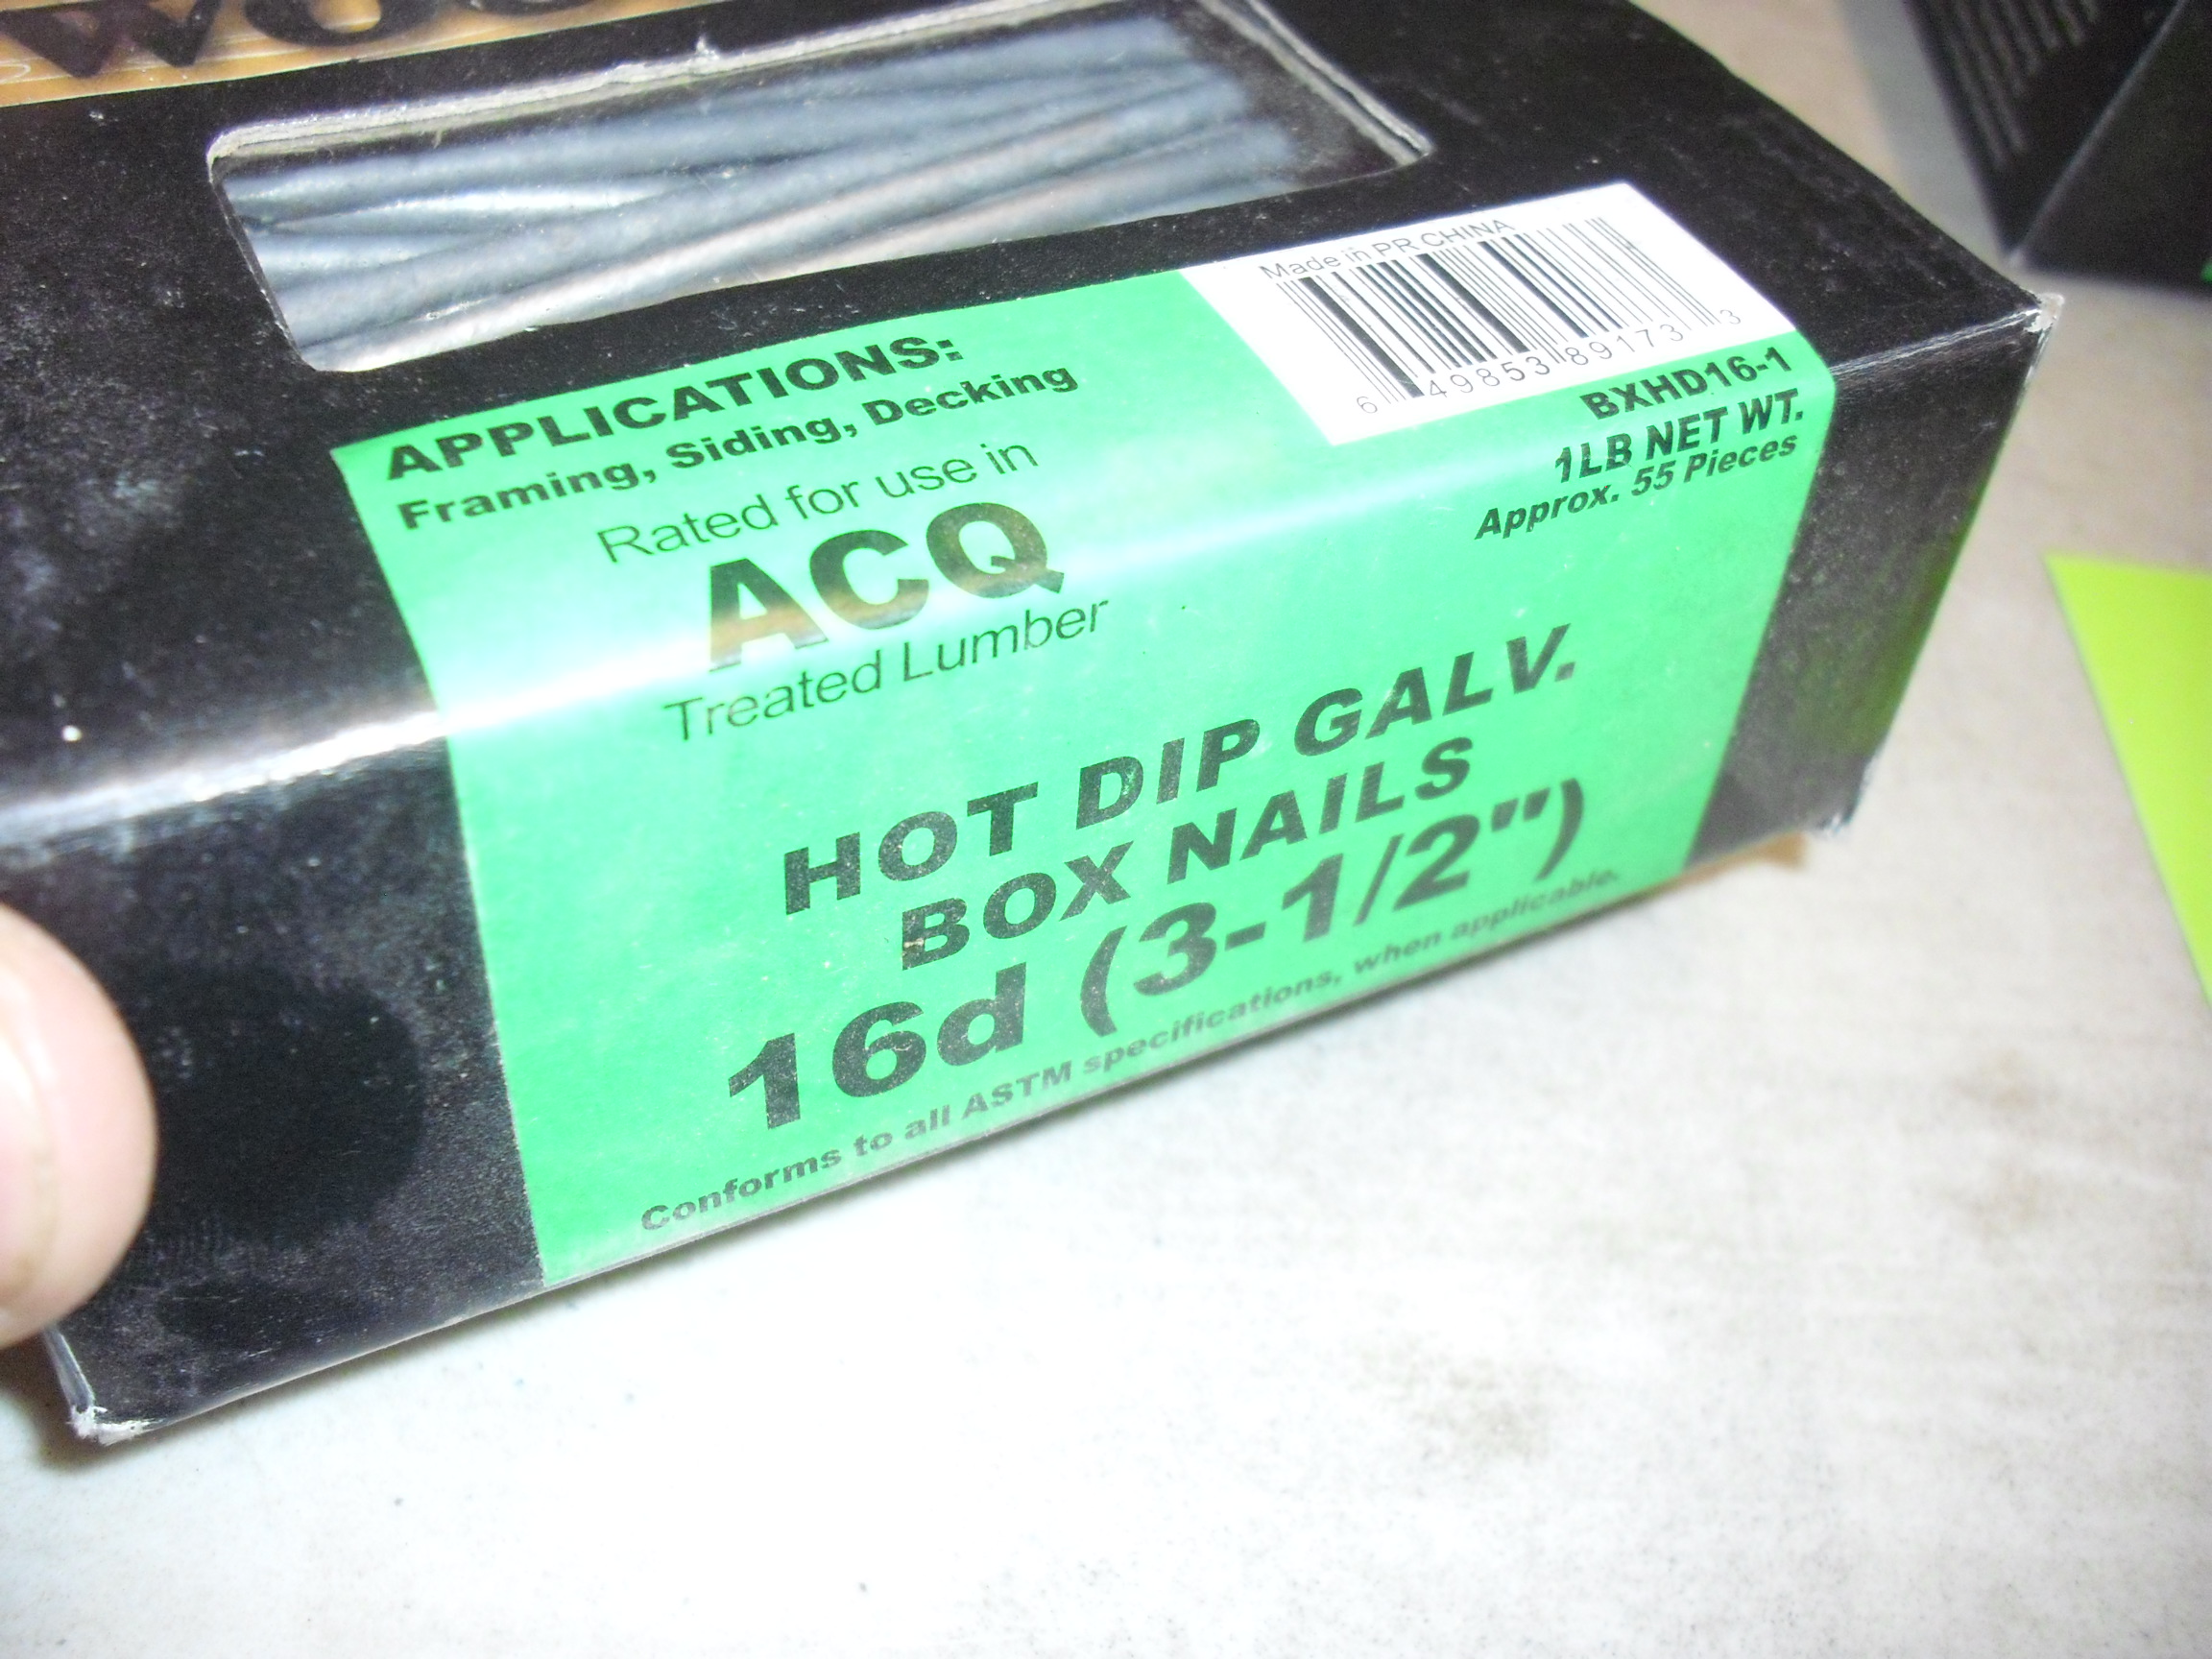 APPLICATIONS:
Framing, Siding, Decking
Rated for use in
ACQ
Treated Lumber
Made in PR CHINA
6 49853 89173 3
BXHD16-1
1LB NET WT.
Approx. 55 Pieces
HOT DIP GALV.
BOX NAILS
16d (3-1/2")
Conforms to all ASTM specifications, when applicable.